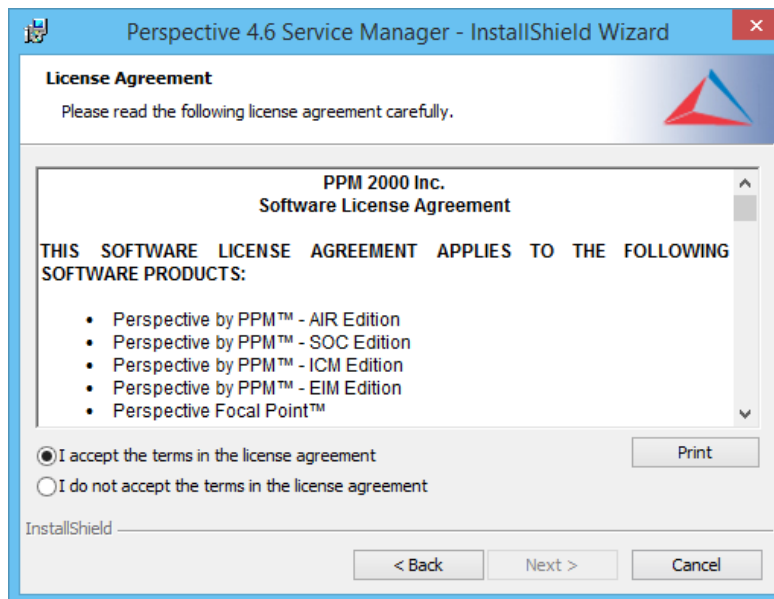 Perspective 4.6 Service Manager - InstallShield Wizard
License Agreement
Please read the following license agreement carefully.
PPM 2000 Inc.
Software License Agreement
THIS SOFTWARE LICENSE AGREEMENT APPLIES TO THE FOLLOWING
SOFTWARE PRODUCTS:
• Perspective by PPM™ - AIR Edition
• Perspective by PPM™ - SOC Edition
• Perspective by PPM™ - ICM Edition
• Perspective by PPM™ - EIM Edition
• Perspective Focal Point™
I accept the terms in the license agreement
Print
I do not accept the terms in the license agreement
InstallShield
< Back Next > Cancel